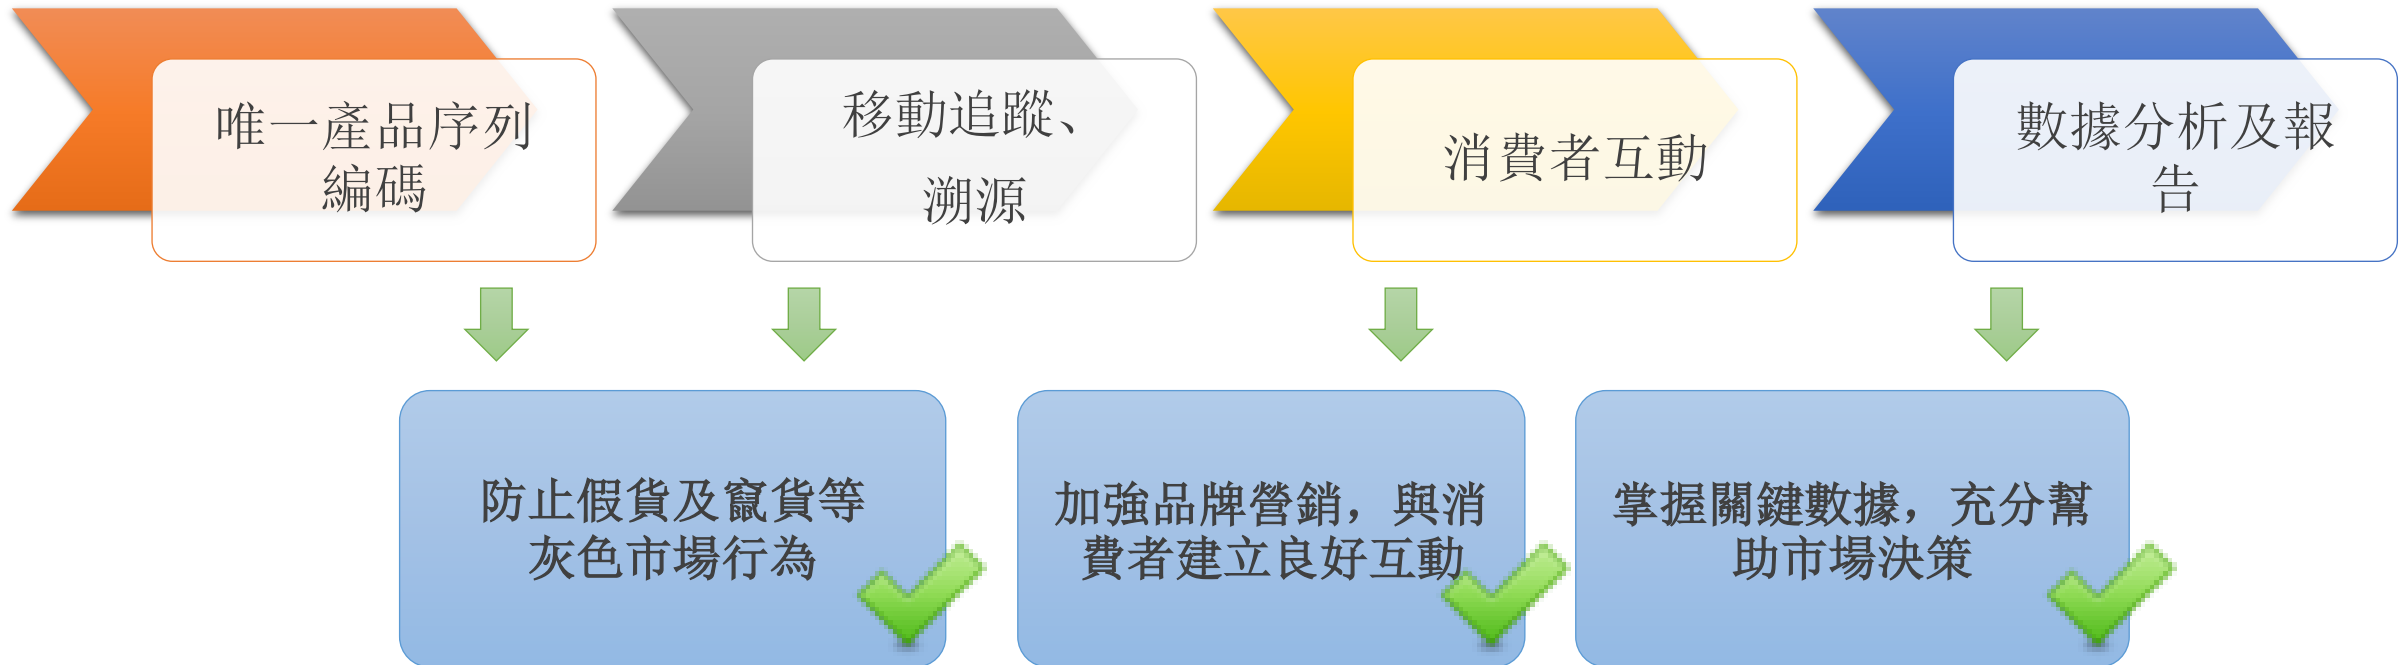 唯一產品序列
編碼
移動追蹤、
溯源
消費者互動
數據分析及報
告
防止假貨及竄貨等
灰色市場行為
加強品牌營銷，與消
費者建立良好互動
掌握關鍵數據，充分幫
助市場決策